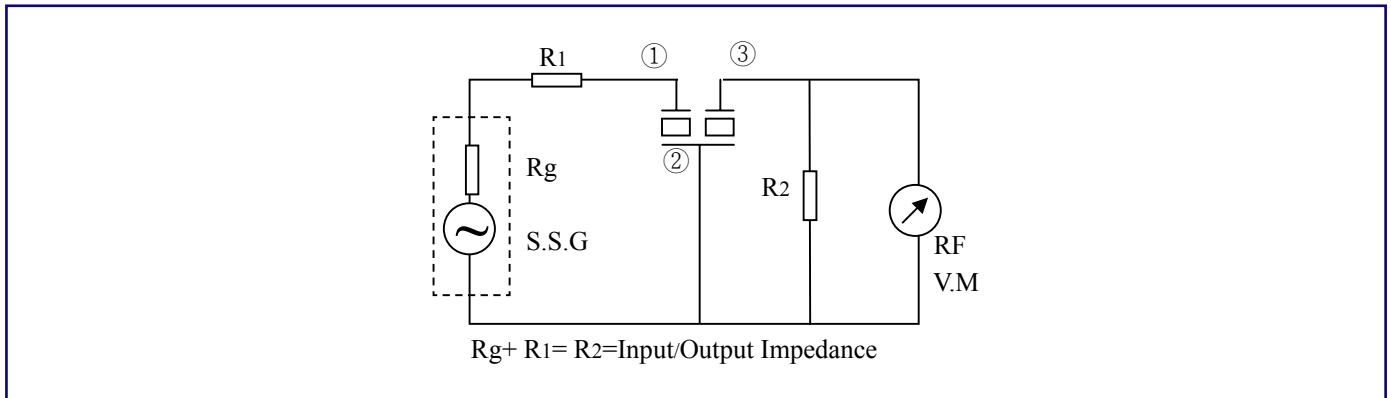 R1
①
③
②
Rg
R2
S.S.G
RF
V.M
Rg+ R1= R2=Input/Output Impedance